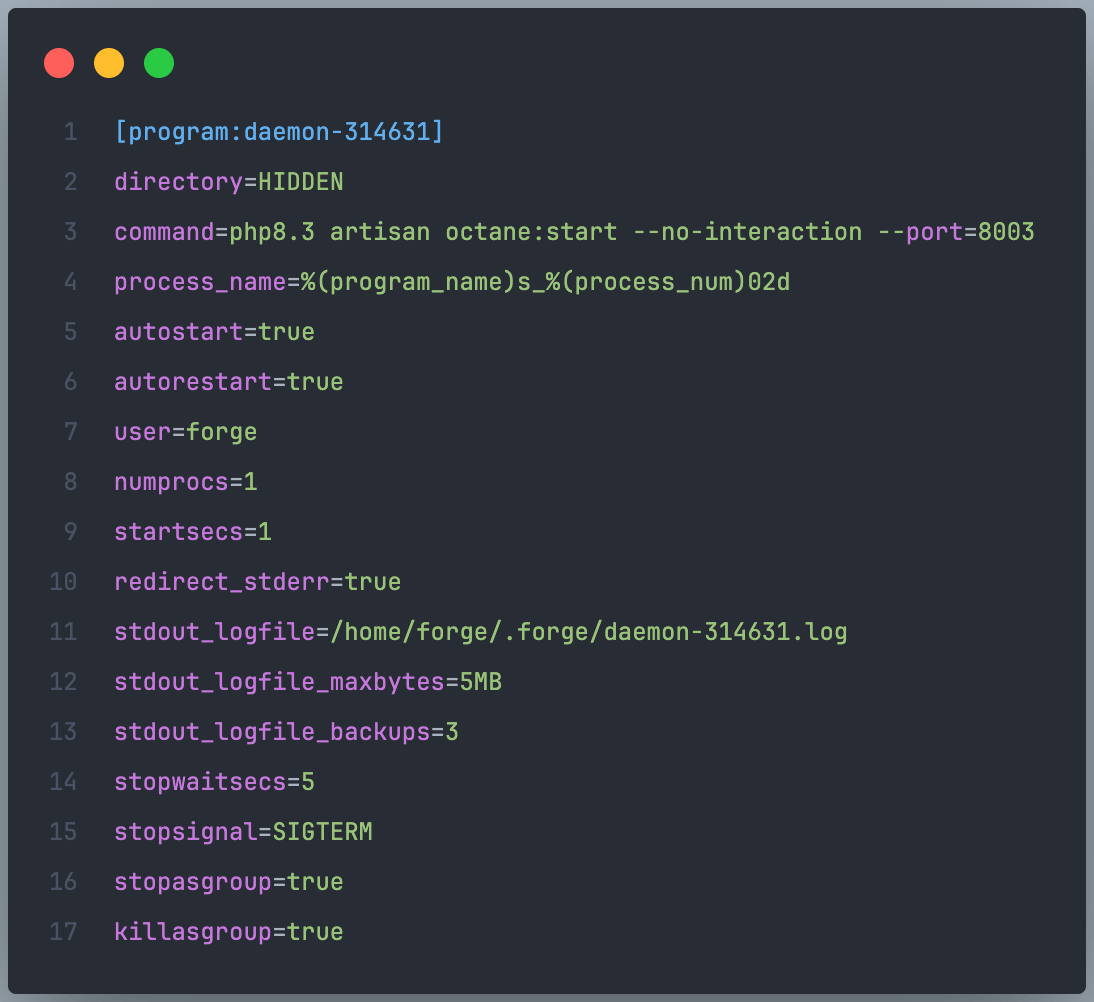 1 [program:daemon-314631]
2 directory=HIDDEN
3 command=php8.3 artisan octane:start --no-interaction --port=8003
4 process_name=%(program_name)s_%(process_num)02d
5 autostart=true
6 autorestart=true
7 user=forge
8 numprocs=1
9 startsecs=1
10 redirect_stderr=true
11 stdout_logfile=/home/forge/.forge/daemon-314631.log
12 stdout_logfile_maxbytes=5MB
13 stdout_logfile_backups=3
14 stopwaitsecs=5
15 stopsignal=SIGTERM
16 stopasgroup=true
17 killasgroup=true